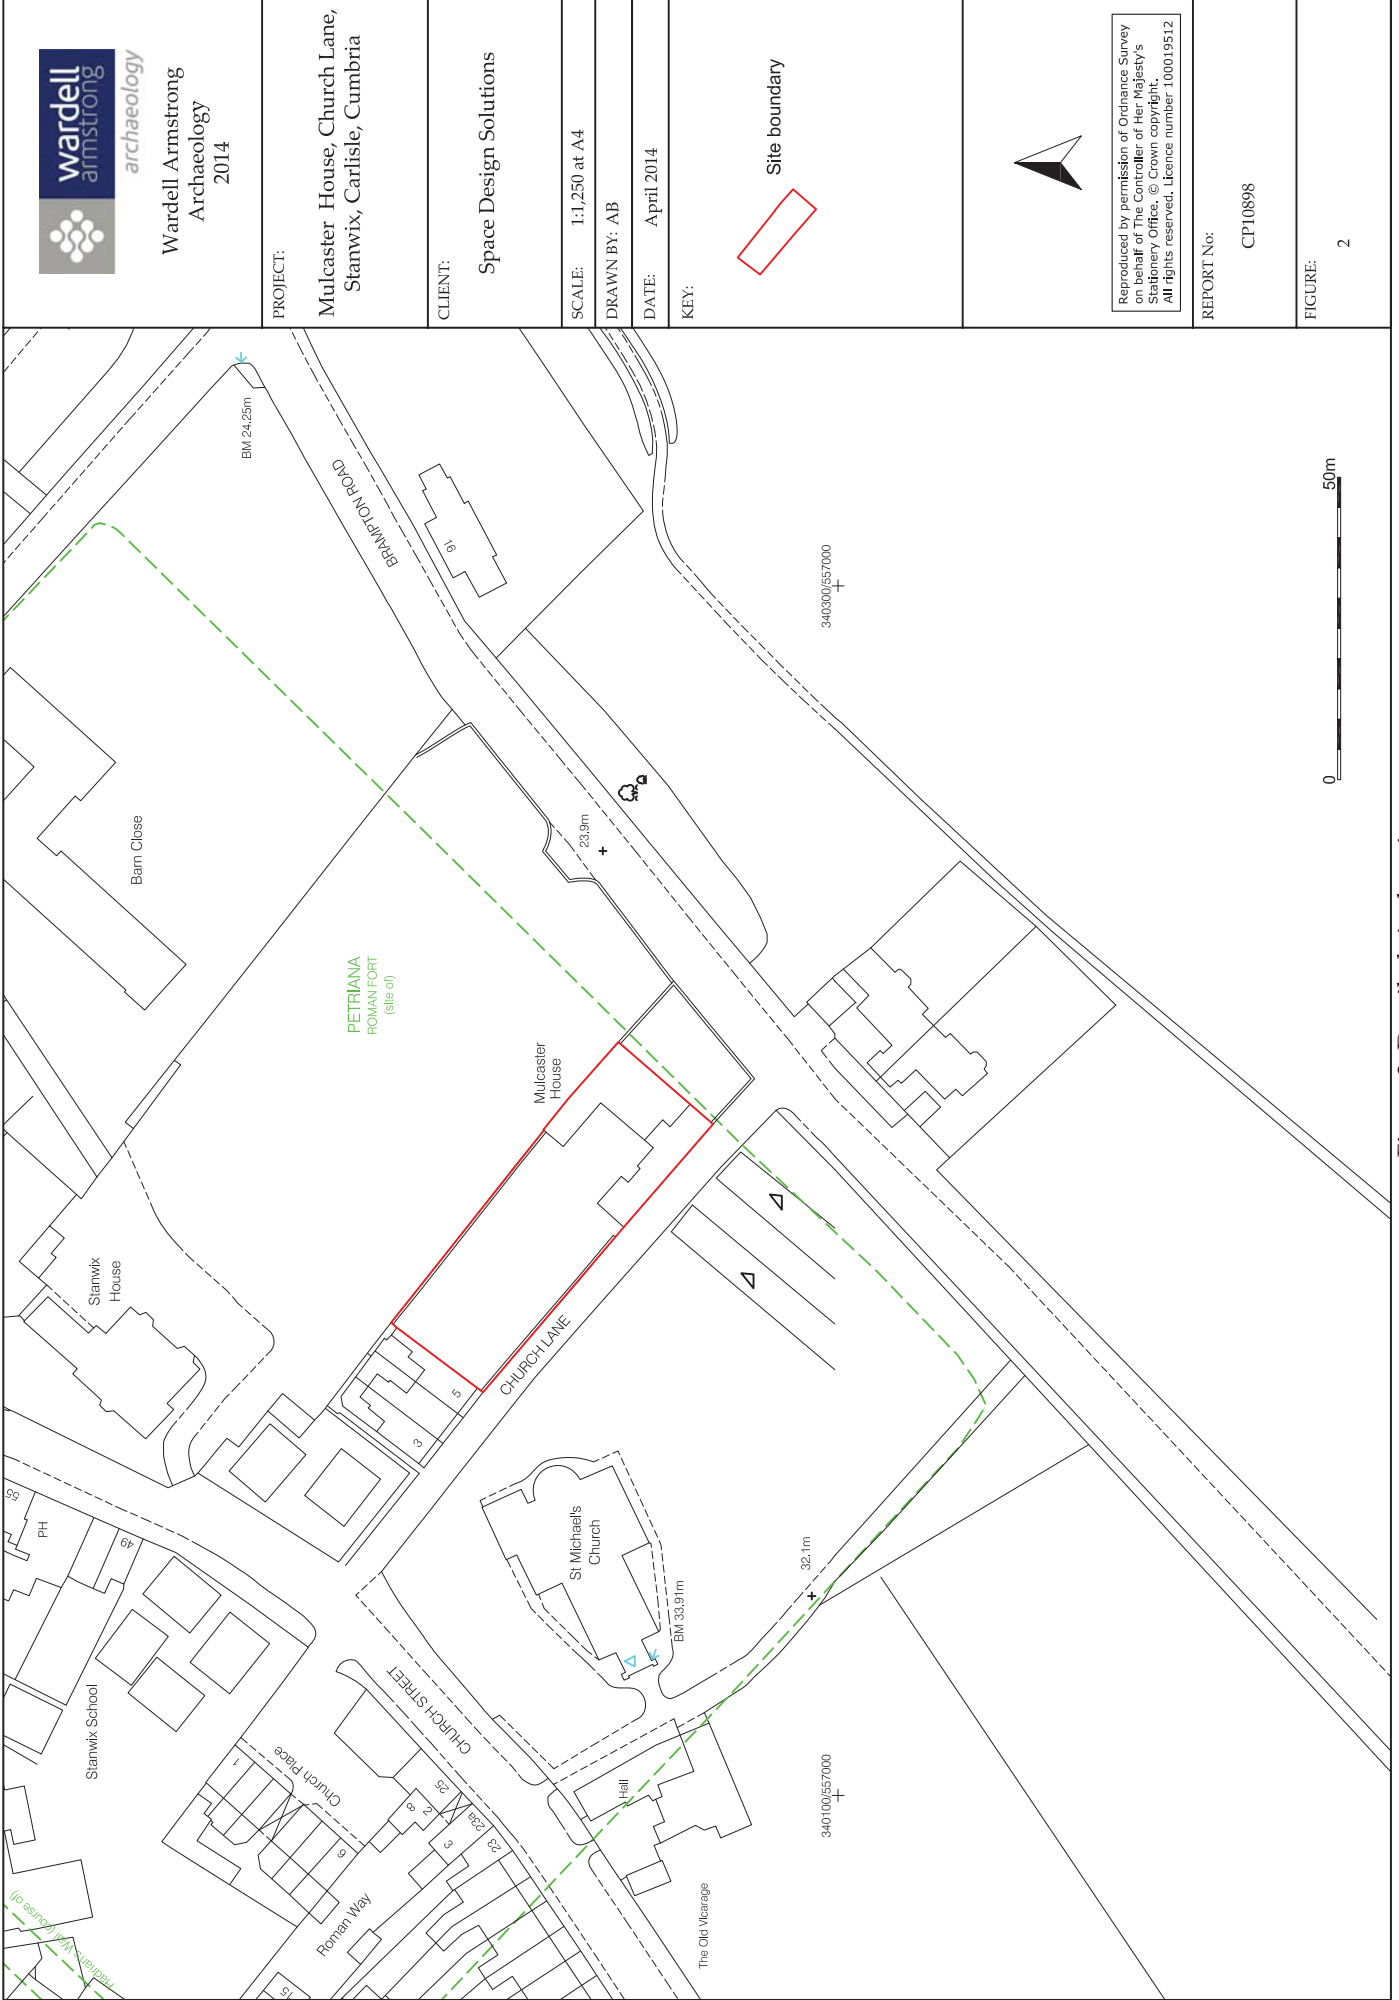 wardell
armstrong
archaeology
Wardell Armstrong
Archaeology
2014
PROJECT:
Mulcaster House, Church Lane,
Stanwix, Carlisle, Cumbria
CLIENT:
Space Design Solutions
SCALE: 1:1,250 at A4
DRAWN BY: AB
DATE: April 2014
KEY:
Site boundary
Reproduced by permission of Ordnance Survey
on behalf of The Controller of Her Majesty's
Stationery Office. © Crown copyright.
All rights reserved. Licence number 100019512
REPORT No:
CP10898
FIGURE:
2
BM 24.25m
BRAMPTON ROAD
16
340300/557000
50m
0
Barn Close
23.9m
PETRIANA
ROMAN FORT
(site of)
Mulcaster
House
Stanwix
House
CHURCH LANE
5
3
St Michael's
Church
BM 33.91m
32.1m
55
PH
49
Stanwix School
CHURCH STREET
Church Place
1
6
8
2
25
23a
3
23
Hall
340100/557000
The Old Vicarage
Roman Way
15
Hadrian's Wall (course of)